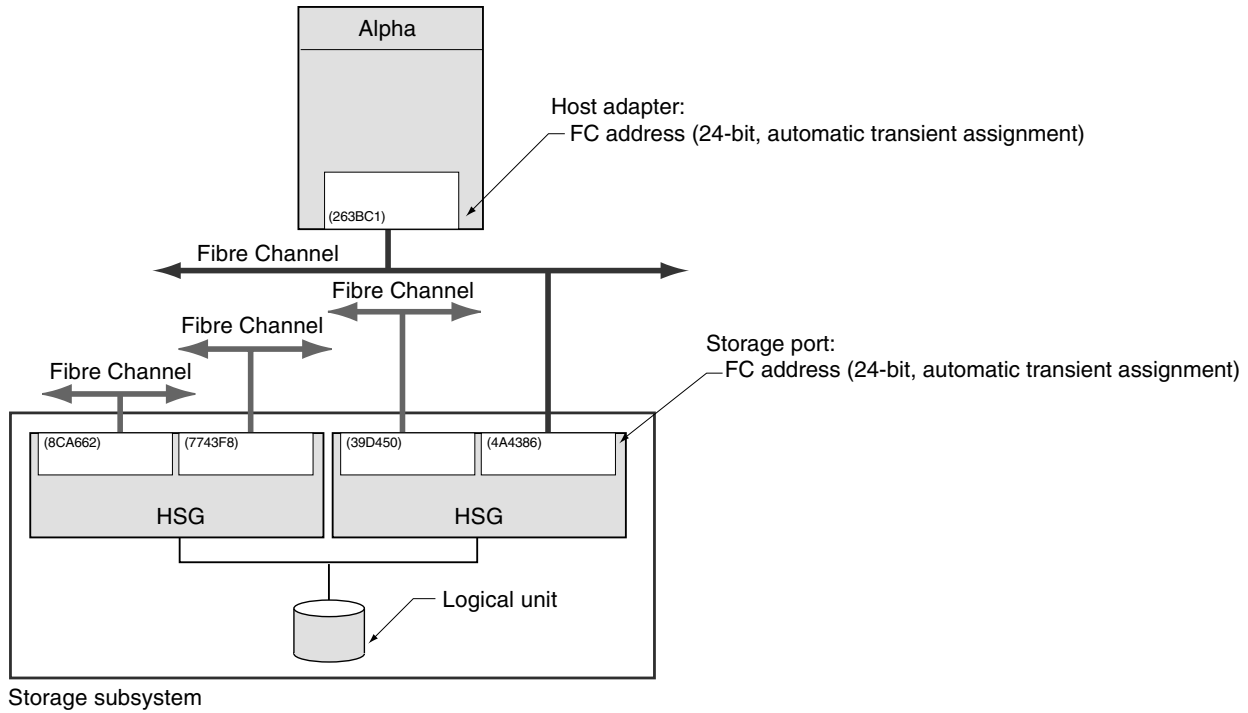 Alpha
Host adapter:
FC address (24-bit, automatic transient assignment)
(263BC1)
Fibre Channel
Fibre Channel
Fibre Channel
Fibre Channel
Storage port:
FC address (24-bit, automatic transient assignment)
(8CA662)
(7743F8)
(39D450)
(4A4386)
HSG
HSG
Logical unit
Storage subsystem